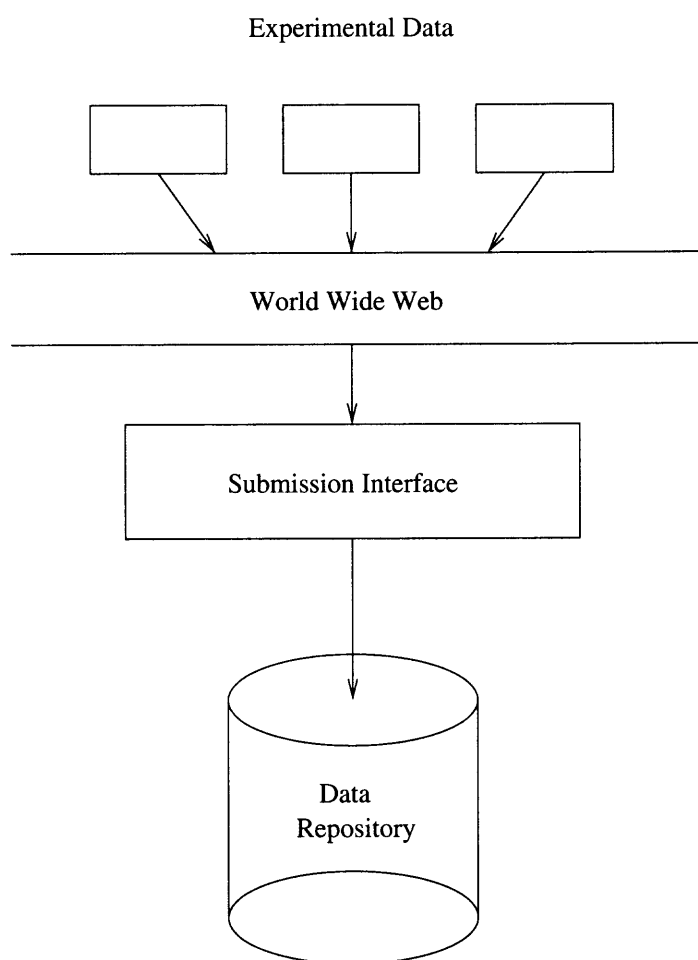 Experimental Data
World Wide Web
Submission Interface
Data
Repository